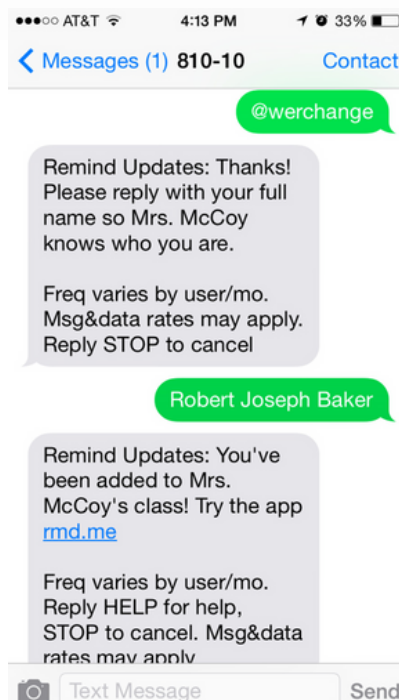 AT&T 4:13 PM 33%
Messages (1) 810-10 Contact
@werchange
Remind Updates: Thanks!
Please reply with your full
name so Mrs. McCoy
knows who you are.
Freq varies by user/mo.
Msg&data rates may apply.
Reply STOP to cancel
Robert Joseph Baker
Remind Updates: You've
been added to Mrs.
McCoy's class! Try the app
rmd.me
Freq varies by user/mo.
Reply HELP for help,
STOP to cancel. Msg&data
rates may apply
Text Message Send